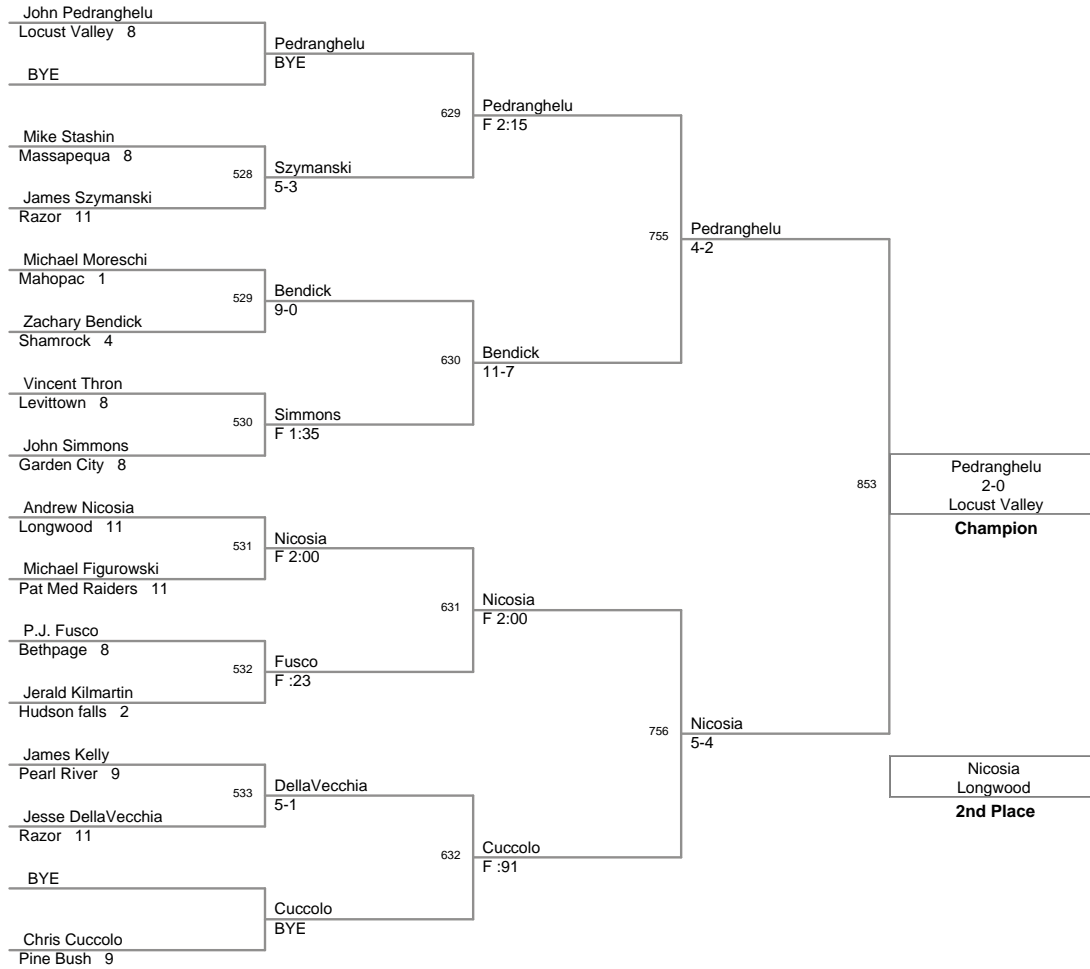 John Pedranghelu
Locust Valley 8
BYE
Mike Stashin
Massapequa 8
528
James Szymanski
Razor 11
Michael Moreschi
Mahopac 1
529
Zachary Bendick
Shamrock 4
Vincent Thron
Levittown 8
530
John Simmons
Garden City 8
Andrew Nicosia
Longwood 11
531
Michael Figurowski
Pat Med Raiders 11
P.J. Fusco
Bethpage 8
532
Jerald Kilmartin
Hudson falls 2
James Kelly
Pearl River 9
533
Jesse DellaVecchia
Razor 11
BYE
Chris Cuccolo
Pine Bush 9
Pedranghelu
BYE
629
Szymanski
5-3
Bendick
9-0
630
Simmons
F 1:35
Nicosia
F 2:00
631
Fusco
F :23
DellaVecchia
5-1
632
Cuccolo
BYE
Pedranghelu
F 2:15
755
Bendick
11-7
Nicosia
F 2:00
756
Cuccolo
F :91
Pedranghelu
4-2
853
Nicosia
5-4
Pedranghelu
2-0
Locust Valley
Champion
Nicosia
Longwood
2nd Place